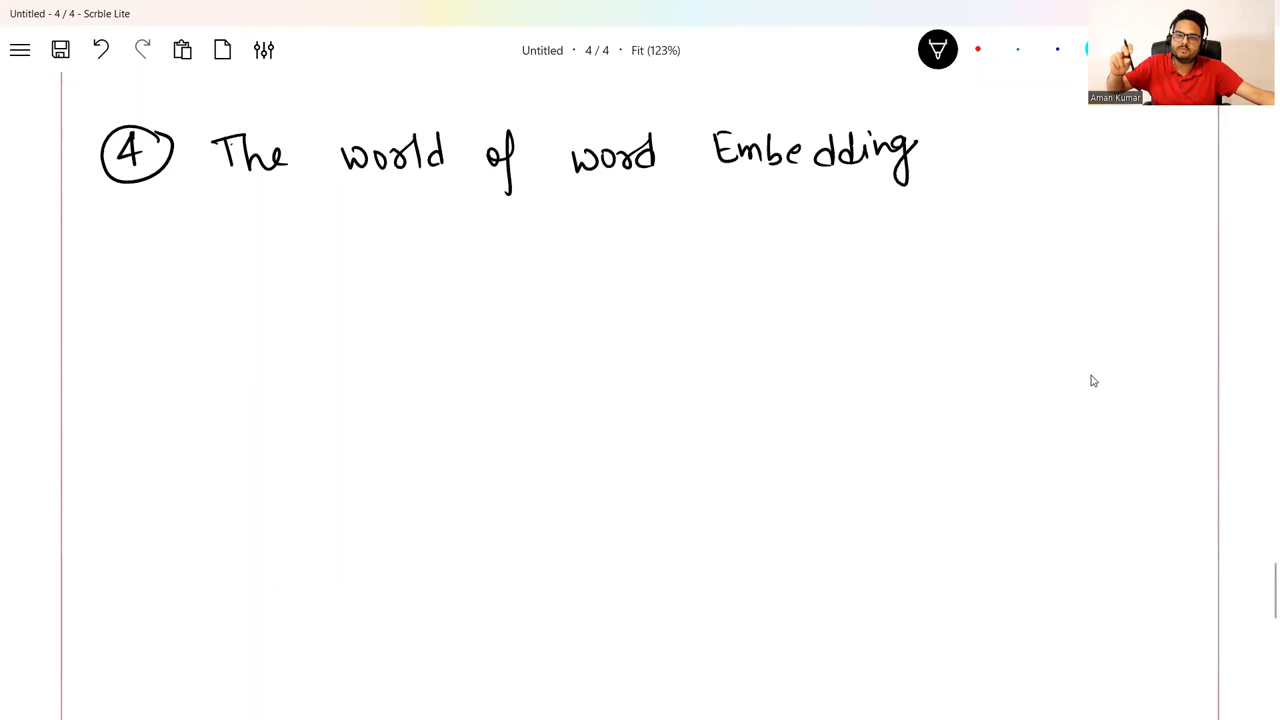 Untitled - 4 / 4 - Scrble Lite
Untitled • 4 / 4 • Fit (123%)
Aman Kumar
4 The world of word Embedding